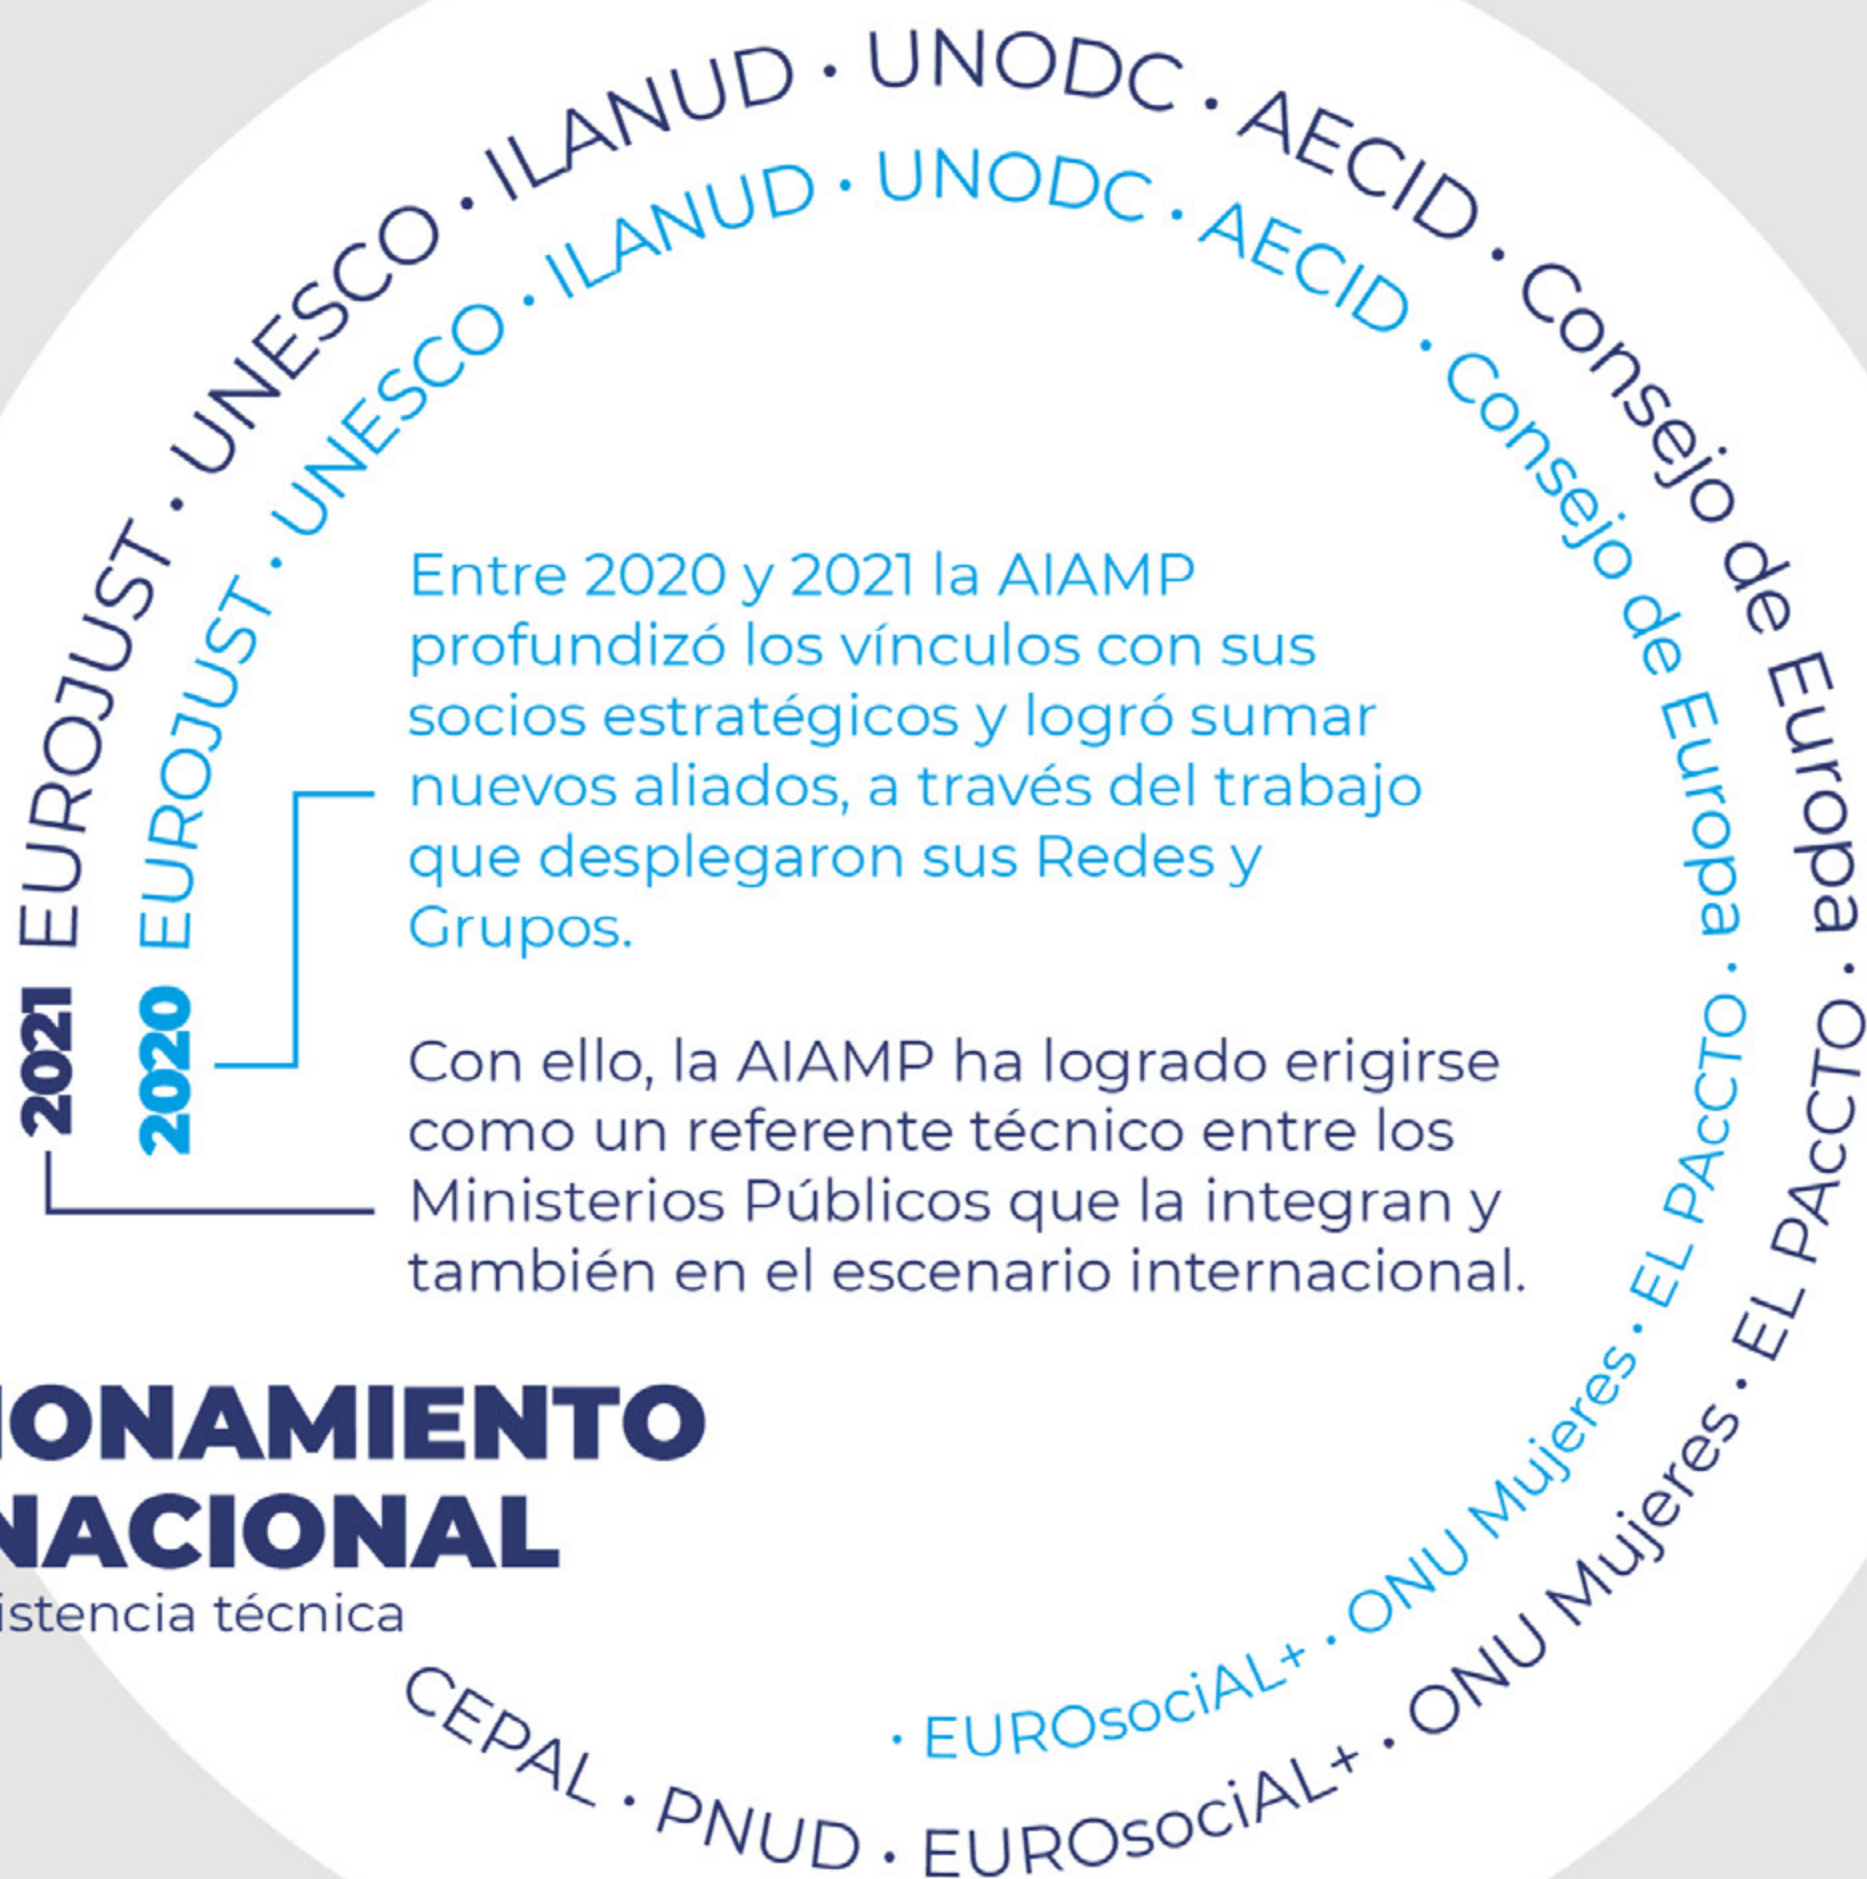 2021 EUROJUST · UNESCO · ILANUD · UNODC · AECID · Consejo de Europa · EL PAcCTO · ONU Mujeres · EUROsociAL+ · PNUD · CEPAL
2020 EUROJUST · UNESCO · ILANUD · UNODC · AECID · Consejo de Europa · EL PAcCTO · ONU Mujeres · EUROsociAL+ ·
Entre 2020 y 2021 la AIAMP
profundizó los vínculos con sus
socios estratégicos y logró sumar
nuevos aliados, a través del trabajo
que desplegaron sus Redes y
Grupos.
Con ello, la AIAMP ha logrado erigirse
como un referente técnico entre los
Ministerios Públicos que la integran y
también en el escenario internacional.
IONAMIENTO
NACIONAL
istencia técnica